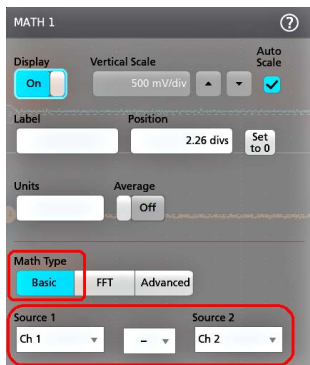 MATH 1
?
Display
Vertical Scale
Auto
Scale
On
500 mV/div
Label
Position
2.26 divs
Set
to 0
Units
Average
Off
Math Type
Basic
FFT
Advanced
Source 1
Source 2
Ch 1
-
Ch 2